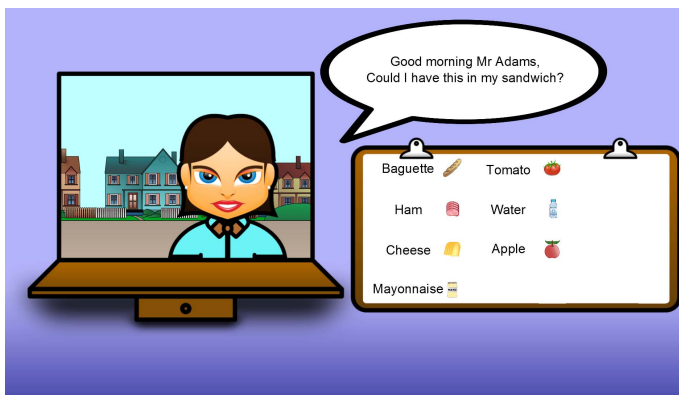 Good morning Mr Adams,
Could I have this in my sandwich?
Baguette
Tomato
Ham
Water
Cheese
Apple
Mayonnaise